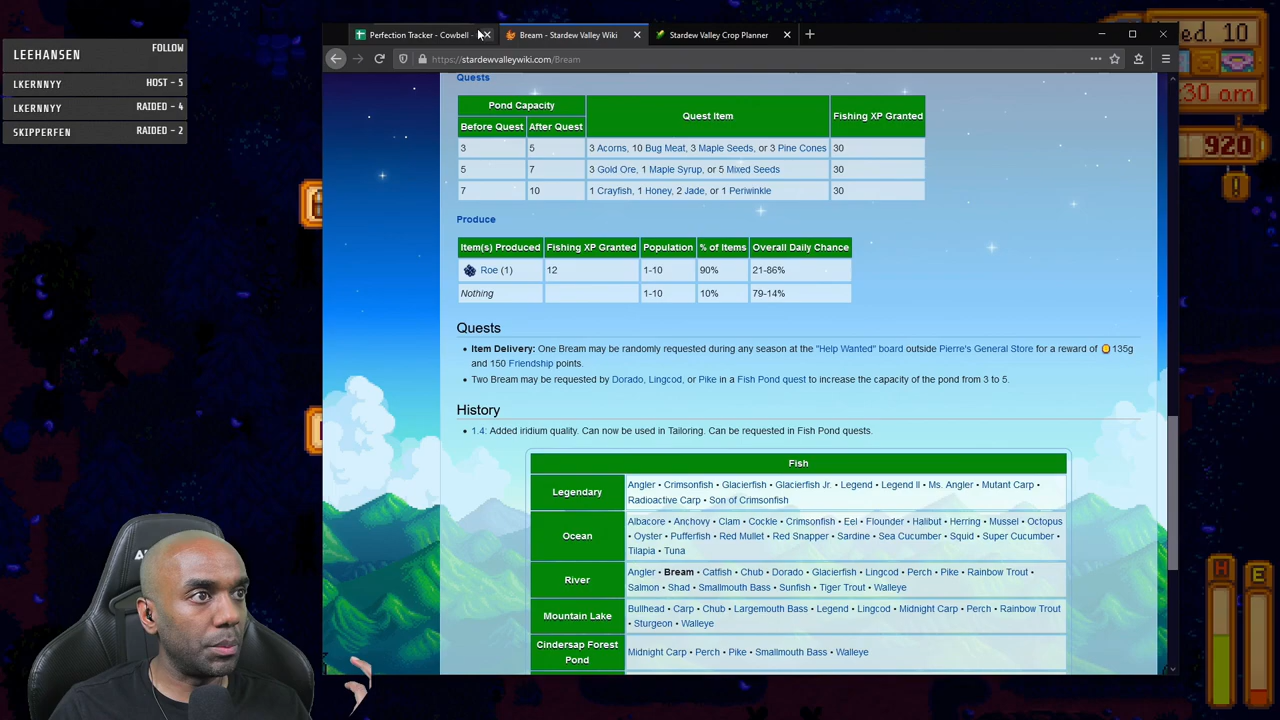 LEEHANSEN FOLLOW
LKERNNYY HOST - 5
LKERNNYY RAIDED - 4
SKIPPERFEN RAIDED - 2
Perfection Tracker - Cowbell -
Bream - Stardew Valley Wiki
Stardew Valley Crop Planner
https://stardewvalleywiki.com/Bream
ed. 10
:30 am
920
Quests
Pond Capacity
Quest Item
Fishing XP Granted
Before Quest After Quest
3 5 3 Acorns, 10 Bug Meat, 3 Maple Seeds, or 3 Pine Cones 30
5 7 3 Gold Ore, 1 Maple Syrup, or 5 Mixed Seeds 30
7 10 1 Crayfish, 1 Honey, 2 Jade, or 1 Periwinkle 30
Produce
Item(s) Produced Fishing XP Granted Population % of Items Overall Daily Chance
Roe (1) 12 1-10 90% 21-86%
Nothing 1-10 10% 79-14%
Quests
• Item Delivery: One Bream may be randomly requested during any season at the "Help Wanted" board outside Pierre's General Store for a reward of 135g
and 150 Friendship points.
• Two Bream may be requested by Dorado, Lingcod, or Pike in a Fish Pond quest to increase the capacity of the pond from 3 to 5.
History
• 1.4: Added iridium quality. Can now be used in Tailoring. Can be requested in Fish Pond quests.
Fish
Legendary
Angler • Crimsonfish • Glacierfish • Glacierfish Jr. • Legend • Legend II • Ms. Angler • Mutant Carp •
Radioactive Carp • Son of Crimsonfish
Ocean
Albacore • Anchovy • Clam • Cockle • Crimsonfish • Eel • Flounder • Halibut • Herring • Mussel • Octopus
• Oyster • Pufferfish • Red Mullet • Red Snapper • Sardine • Sea Cucumber • Squid • Super Cucumber •
Tilapia • Tuna
River
Angler • Bream • Catfish • Chub • Dorado • Glacierfish • Lingcod • Perch • Pike • Rainbow Trout •
Salmon • Shad • Smallmouth Bass • Sunfish • Tiger Trout • Walleye
Mountain Lake
Bullhead • Carp • Chub • Largemouth Bass • Legend • Lingcod • Midnight Carp • Perch • Rainbow Trout
• Sturgeon • Walleye
Cindersap Forest
Pond
Midnight Carp • Perch • Pike • Smallmouth Bass • Walleye
H E